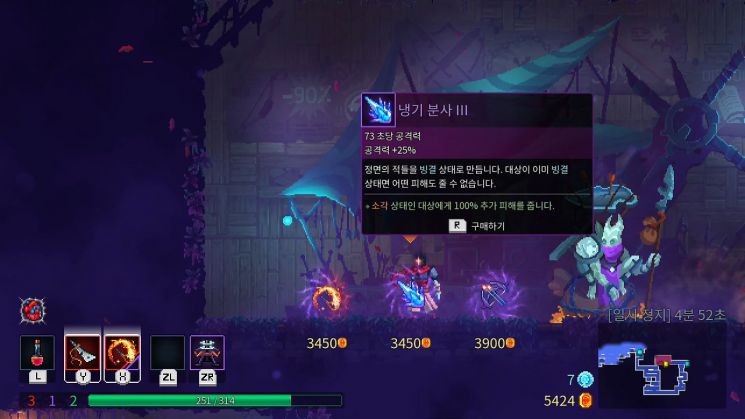 -90%
냉기 분사 III
73 초당 공격력
공격력 +25%
정면의 적들을 빙결 상태로 만듭니다. 대상이 이미 빙결
상태면 어떤 피해도 줄 수 없습니다.
• 소각 상태인 대상에게 100% 추가 피해를 줍니다.
R 구매하기
[일시 정지] 4분 52초
3450
3450
3900
L
Y
X
ZL
ZR
7
5424
3 1 2
251 / 314